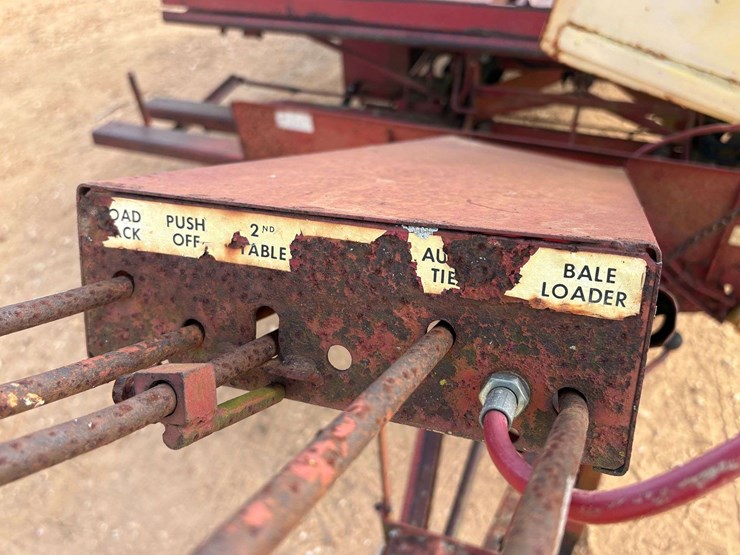 OAD
ACK
PUSH
OFF
2ND
TABLE
AU
TIE
BALE
LOADER